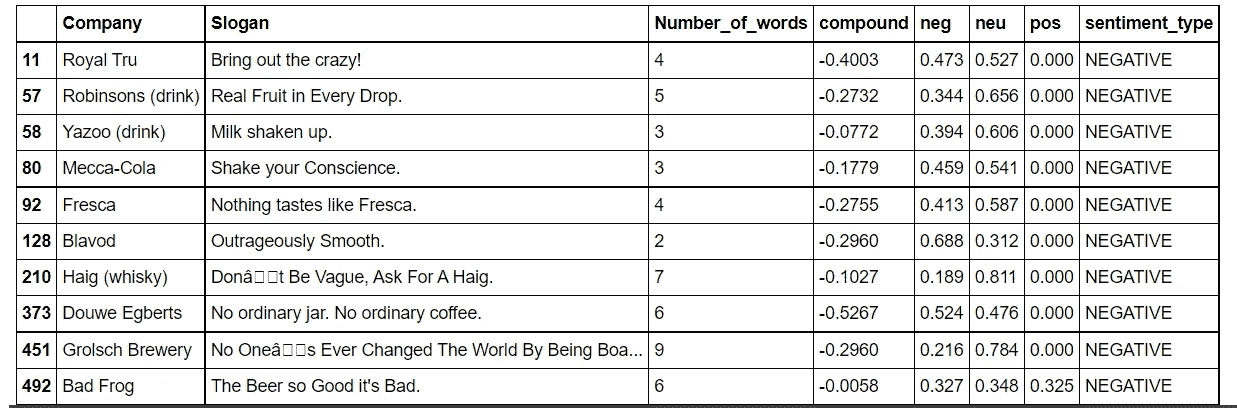 Company Slogan Number_of_words compound neg neu pos sentiment_type
11 Royal Tru Bring out the crazy! 4 -0.4003 0.473 0.527 0.000 NEGATIVE
57 Robinsons (drink) Real Fruit in Every Drop. 5 -0.2732 0.344 0.656 0.000 NEGATIVE
58 Yazoo (drink) Milk shaken up. 3 -0.0772 0.394 0.606 0.000 NEGATIVE
80 Mecca-Cola Shake your Conscience. 3 -0.1779 0.459 0.541 0.000 NEGATIVE
92 Fresca Nothing tastes like Fresca. 4 -0.2755 0.413 0.587 0.000 NEGATIVE
128 Blavod Outrageously Smooth. 2 -0.2960 0.688 0.312 0.000 NEGATIVE
210 Haig (whisky) Donâ□□t Be Vague, Ask For A Haig. 7 -0.1027 0.189 0.811 0.000 NEGATIVE
373 Douwe Egberts No ordinary jar. No ordinary coffee. 6 -0.5267 0.524 0.476 0.000 NEGATIVE
451 Grolsch Brewery No Oneâ□□s Ever Changed The World By Being Boa... 9 -0.2960 0.216 0.784 0.000 NEGATIVE
492 Bad Frog The Beer so Good it's Bad. 6 -0.0058 0.327 0.348 0.325 NEGATIVE